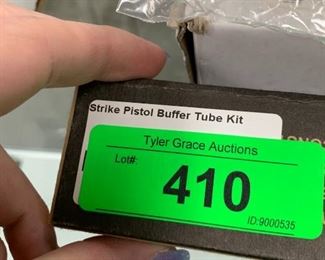 Strike Pistol Buffer Tube Kit
Tyler Grace Auctions
Lot#:
410
ID:9000535